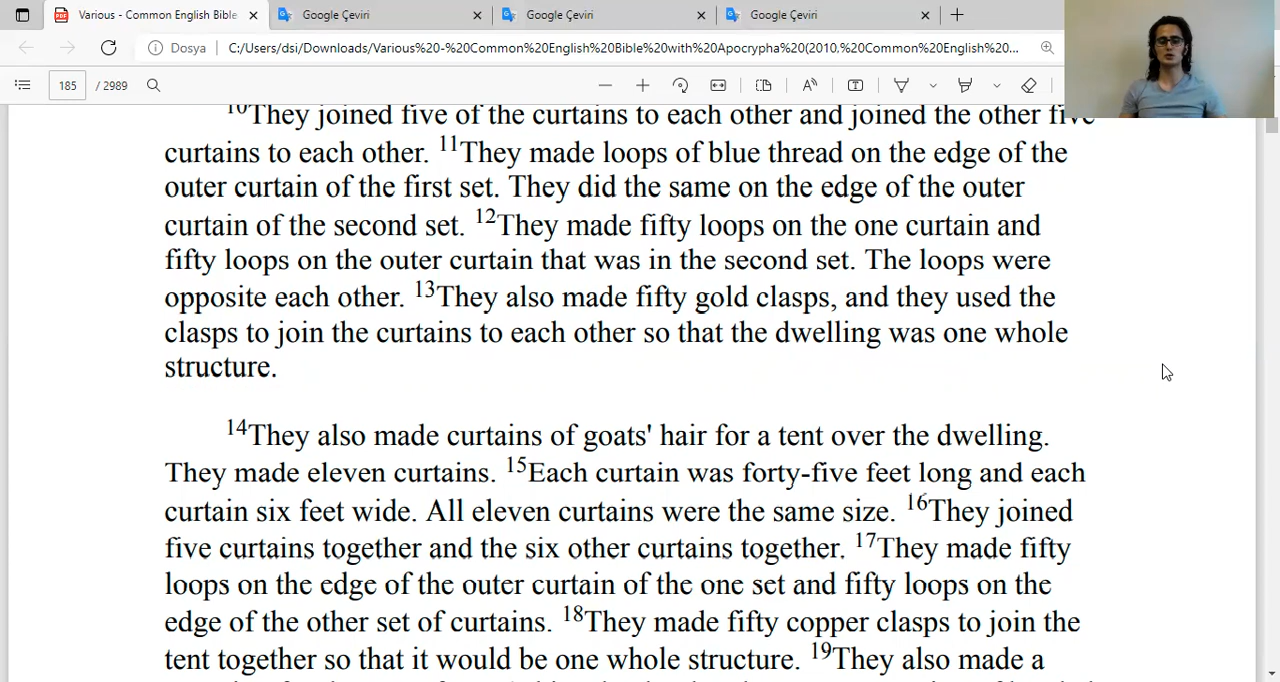 Various - Common English Bible
Google Çeviri
Google Çeviri
Google Çeviri
Dosya
C:/Users/dsi/Downloads/Various%20-%20Common%20English%20Bible%20with%20Apocrypha%20(2010.%20Common%20English%20...
185 / 2989
10They joined five of the curtains to each other and joined the other five
curtains to each other. 11They made loops of blue thread on the edge of the
outer curtain of the first set. They did the same on the edge of the outer
curtain of the second set. 12They made fifty loops on the one curtain and
fifty loops on the outer curtain that was in the second set. The loops were
opposite each other. 13They also made fifty gold clasps, and they used the
clasps to join the curtains to each other so that the dwelling was one whole
structure.
14They also made curtains of goats' hair for a tent over the dwelling.
They made eleven curtains. 15Each curtain was forty-five feet long and each
curtain six feet wide. All eleven curtains were the same size. 16They joined
five curtains together and the six other curtains together. 17They made fifty
loops on the edge of the outer curtain of the one set and fifty loops on the
edge of the other set of curtains. 18They made fifty copper clasps to join the
tent together so that it would be one whole structure. 19They also made a